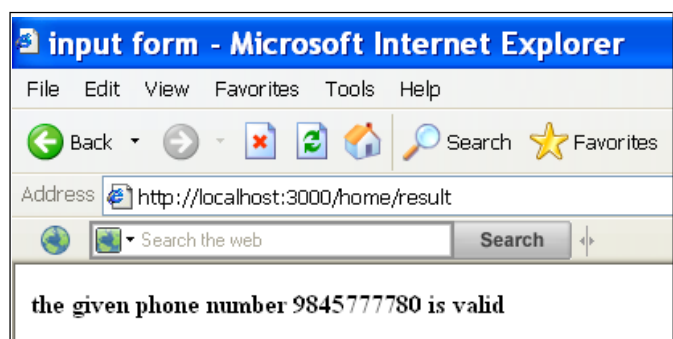 input form - Microsoft Internet Explorer
File Edit View Favorites Tools Help
Back Search Favorites
Address http://localhost:3000/home/result
Search the web Search
the given phone number 9845777780 is valid